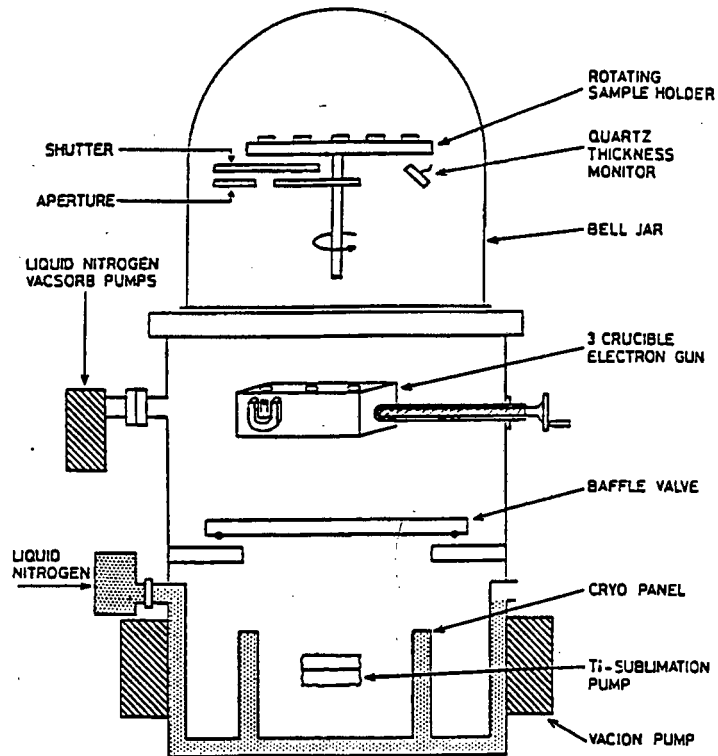 ROTATING
SAMPLE HOLDER
SHUTTER
QUARTZ
THICKNESS
MONITOR
APERTURE
BELL JAR
LIQUID NITROGEN
VACSORB PUMPS
3 CRUCIBLE
ELECTRON GUN
BAFFLE VALVE
LIQUID
NITROGEN
CRYO PANEL
Ti-SUBLIMATION
PUMP
VACION PUMP